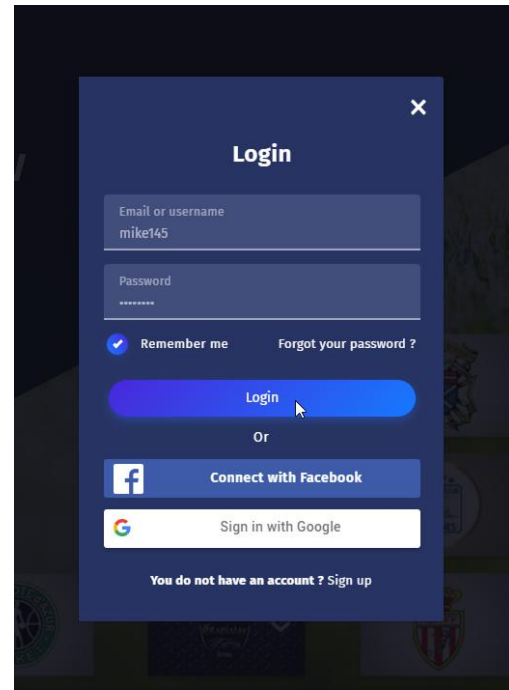 Login
Email or username
mike145
Password
••••••••
Remember me
Forgot your password ?
Login
Or
Connect with Facebook
Sign in with Google
You do not have an account ? Sign up